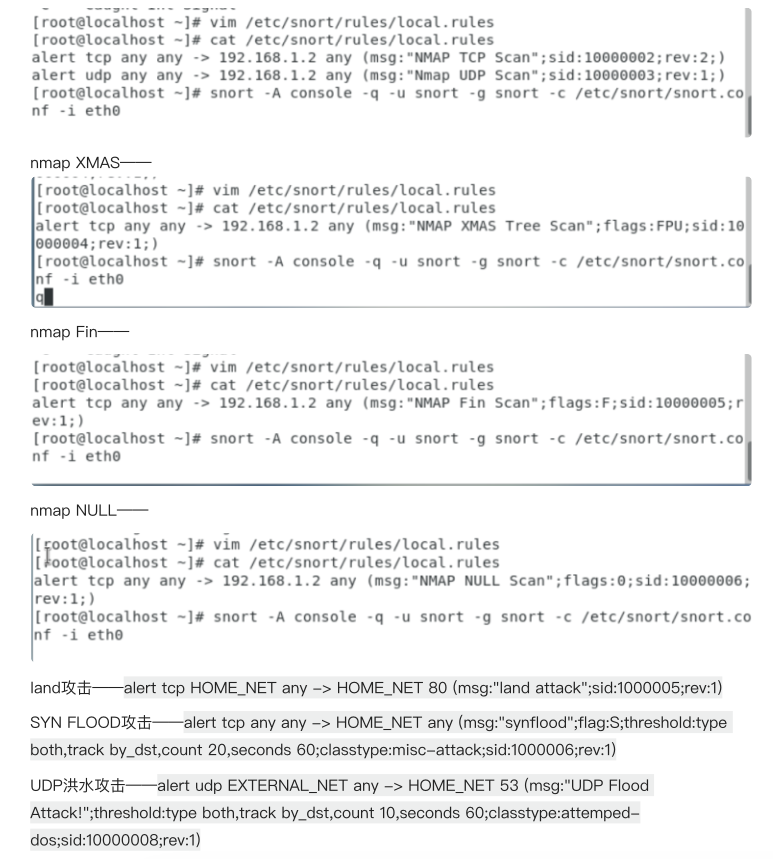 [root@localhost ~]# vim /etc/snort/rules/local.rules
[root@localhost ~]# cat /etc/snort/rules/local.rules
alert tcp any any -> 192.168.1.2 any (msg:"NMAP TCP Scan";sid:10000002;rev:2;)
alert udp any any -> 192.168.1.2 any (msg:"Nmap UDP Scan";sid:10000003;rev:1;)
[root@localhost ~]# snort -A console -q -u snort -g snort -c /etc/snort/snort.co
nf -i eth0
nmap XMAS——
[root@localhost ~]# vim /etc/snort/rules/local.rules
[root@localhost ~]# cat /etc/snort/rules/local.rules
alert tcp any any -> 192.168.1.2 any (msg:"NMAP XMAS Tree Scan";flags:FPU;sid:10
000004;rev:1;)
[root@localhost ~]# snort -A console -q -u snort -g snort -c /etc/snort/snort.co
nf -i eth0
q
nmap Fin——
[root@localhost ~]# vim /etc/snort/rules/local.rules
[root@localhost ~]# cat /etc/snort/rules/local.rules
alert tcp any any -> 192.168.1.2 any (msg:"NMAP Fin Scan";flags:F;sid:10000005;r
ev:1;)
[root@localhost ~]# snort -A console -q -u snort -g snort -c /etc/snort/snort.co
nf -i eth0
nmap NULL——
[root@localhost ~]# vim /etc/snort/rules/local.rules
[root@localhost ~]# cat /etc/snort/rules/local.rules
alert tcp any any -> 192.168.1.2 any (msg:"NMAP NULL Scan";flags:0;sid:10000006;
rev:1;)
[root@localhost ~]# snort -A console -q -u snort -g snort -c /etc/snort/snort.co
nf -i eth0
land攻击——alert tcp HOME_NET any –> HOME_NET 80 (msg:"land attack";sid:1000005;rev:1)
SYN FLOOD攻击——alert tcp any any –> HOME_NET any (msg:"synflood";flag:S;threshold:type
both,track by_dst,count 20,seconds 60;classtype:misc–attack;sid:1000006;rev:1)
UDP洪水攻击——alert udp EXTERNAL_NET any –> HOME_NET 53 (msg:"UDP Flood
Attack!";threshold:type both,track by_dst,count 10,seconds 60;classtype:attemped–
dos;sid:10000008;rev:1)